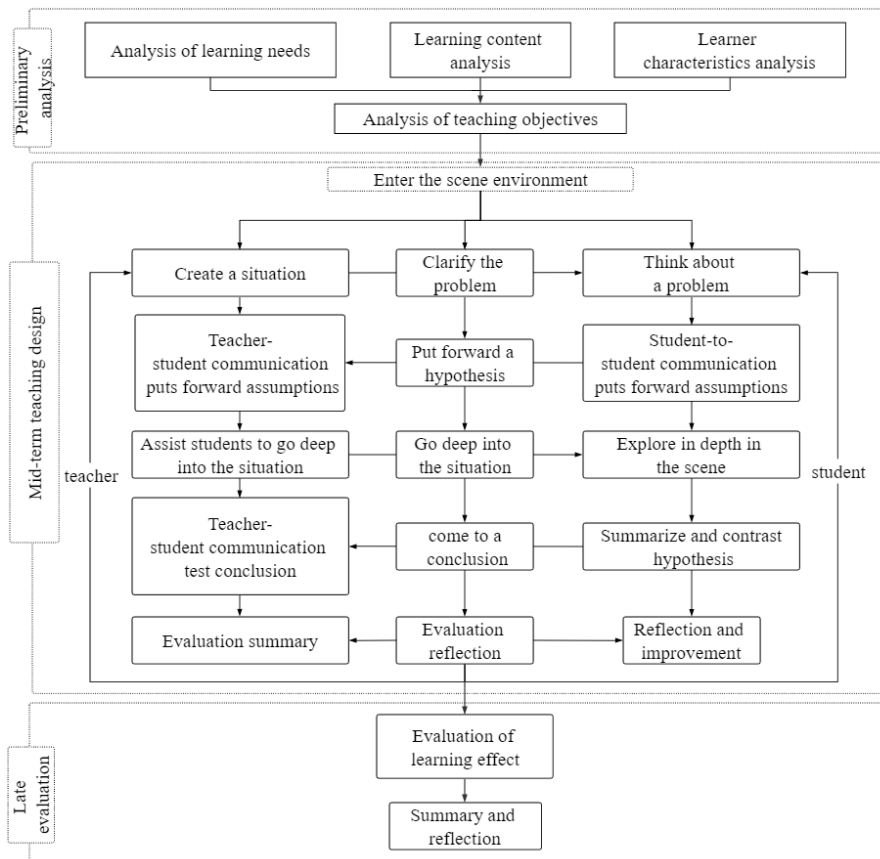 Preliminary
analysis
Analysis of learning needs
Learning content
analysis
Learner
characteristics analysis
Analysis of teaching objectives
Mid-term teaching design
Enter the scene environment
Create a situation
Clarify the
problem
Think about
a problem
Teacher-
student communication
puts forward assumptions
Put forward a
hypothesis
Student-to-
student communication
puts forward assumptions
teacher
Assist students to go deep
into the situation
Go deep into
the situation
Explore in depth in
the scene
student
Teacher-
student communication
test conclusion
come to a
conclusion
Summarize and contrast
hypothesis
Evaluation summary
Evaluation
reflection
Reflection and
improvement
Late
evaluation
Evaluation of
learning effect
Summary and
reflection